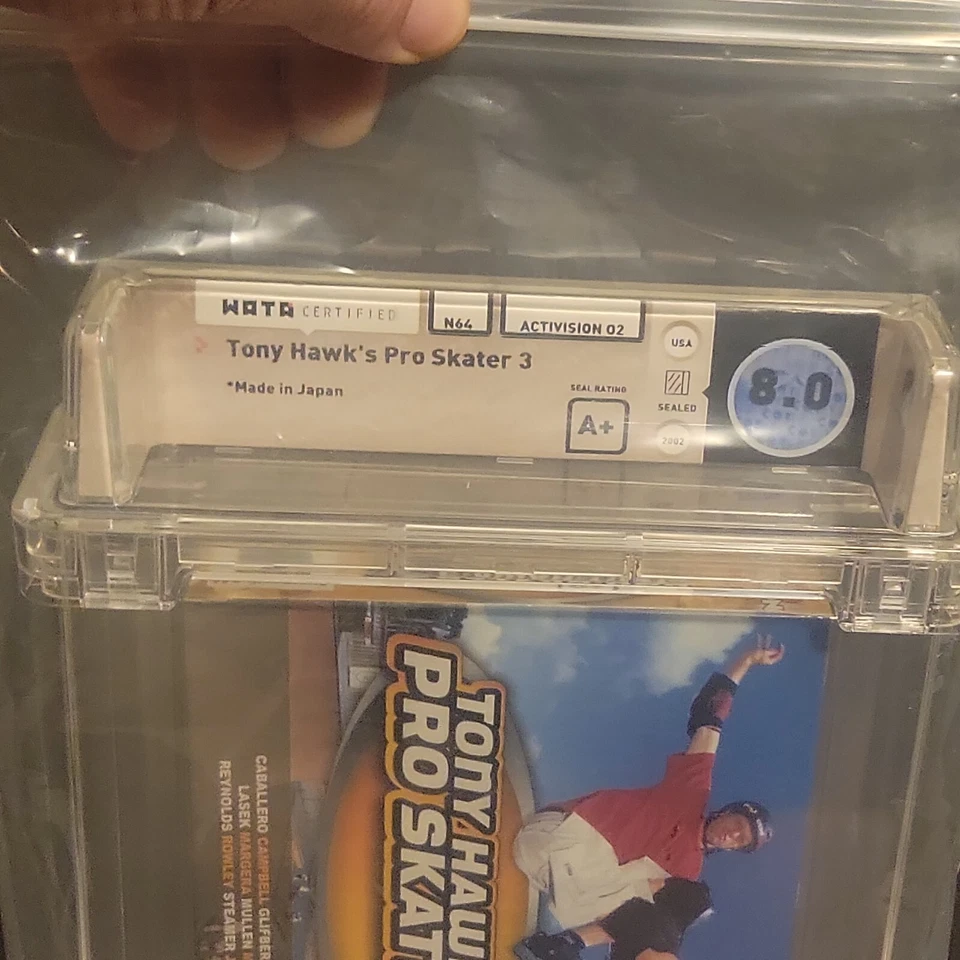 WATA CERTIFIED
N64
ACTIVISION 02
Tony Hawk's Pro Skater 3
*Made in Japan
SEAL RATING
A+
USA
SEALED
2002
8.0
TONY HAWK
PRO SKAT
CABALLERO CAMPBELL GLIFBER
LASEK MARGERA MULLEN
REYNOLDS ROWLEY STEAMER